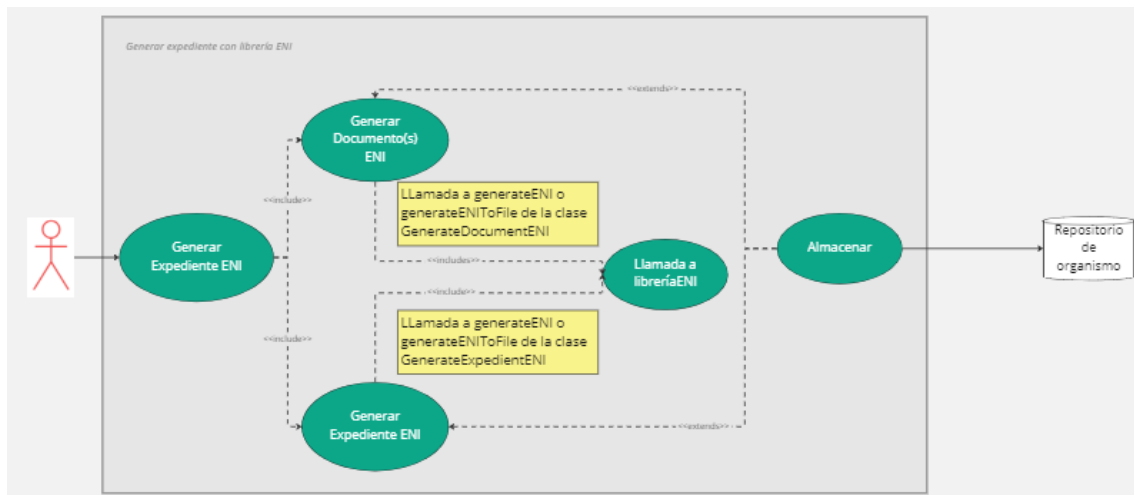 Generar expediente con librería ENI
<<extends>>
Generar
Documento(s)
ENI
<<include>>
LLamada a generateENI o
generateENIToFile de la clase
GenerateDocumentENI
Generar
Expediente ENI
<<includes>>
Llamada a
libreríaENI
Almacenar
Repositorio
de
organismo
<<include>>
LLamada a generateENI o
generateENIToFile de la clase
GenerateExpedientENI
<<include>>
Generar
Expediente ENI
<<extends>>